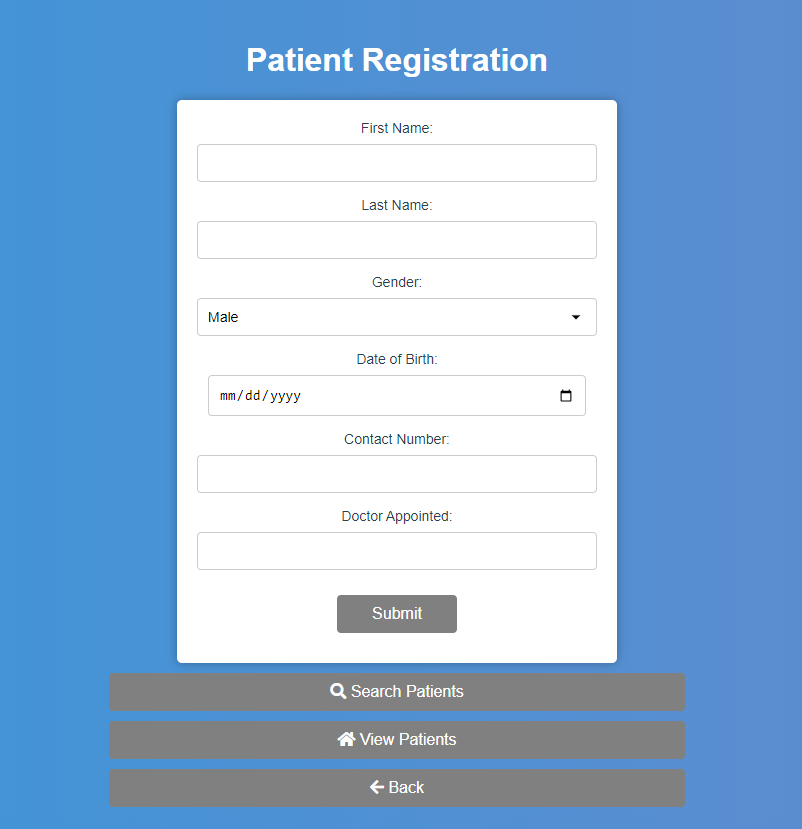 Patient Registration
First Name:
Last Name:
Gender:
Male
Date of Birth:
mm/dd/yyyy
Contact Number:
Doctor Appointed:
Submit
Search Patients
View Patients
Back